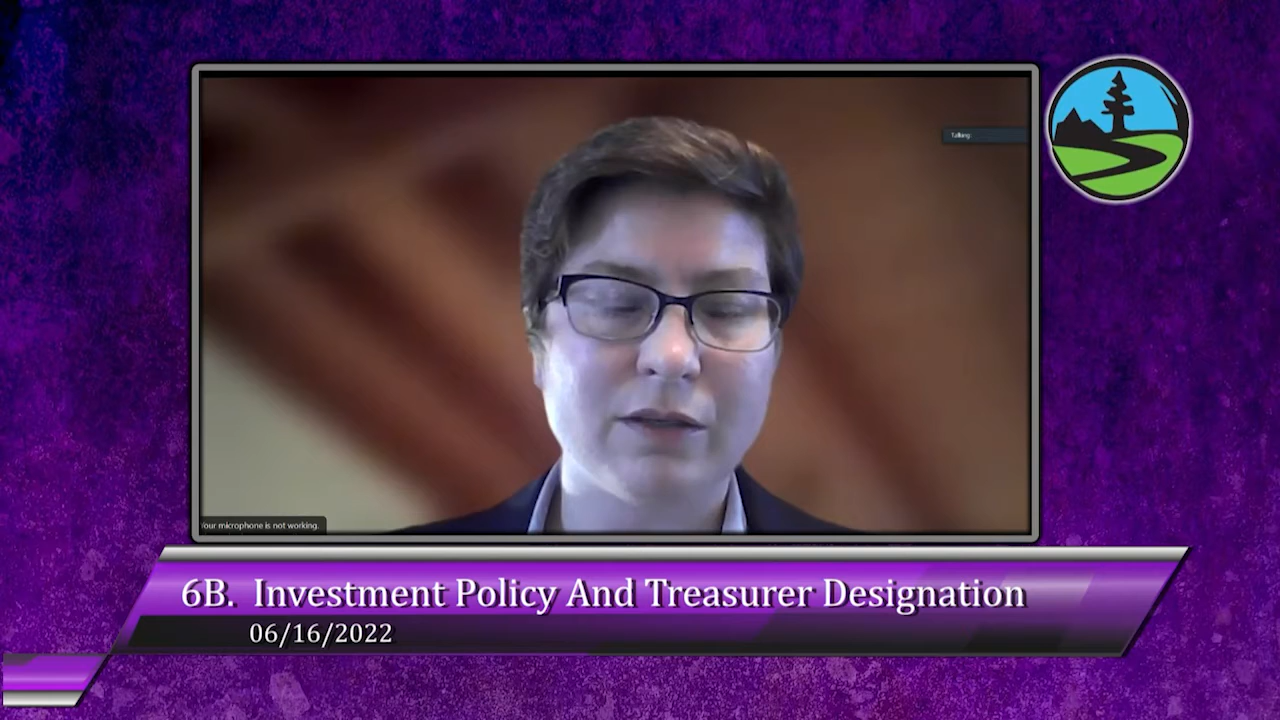 Talking:
Your microphone is not working.
6B. Investment Policy And Treasurer Designation
06/16/2022